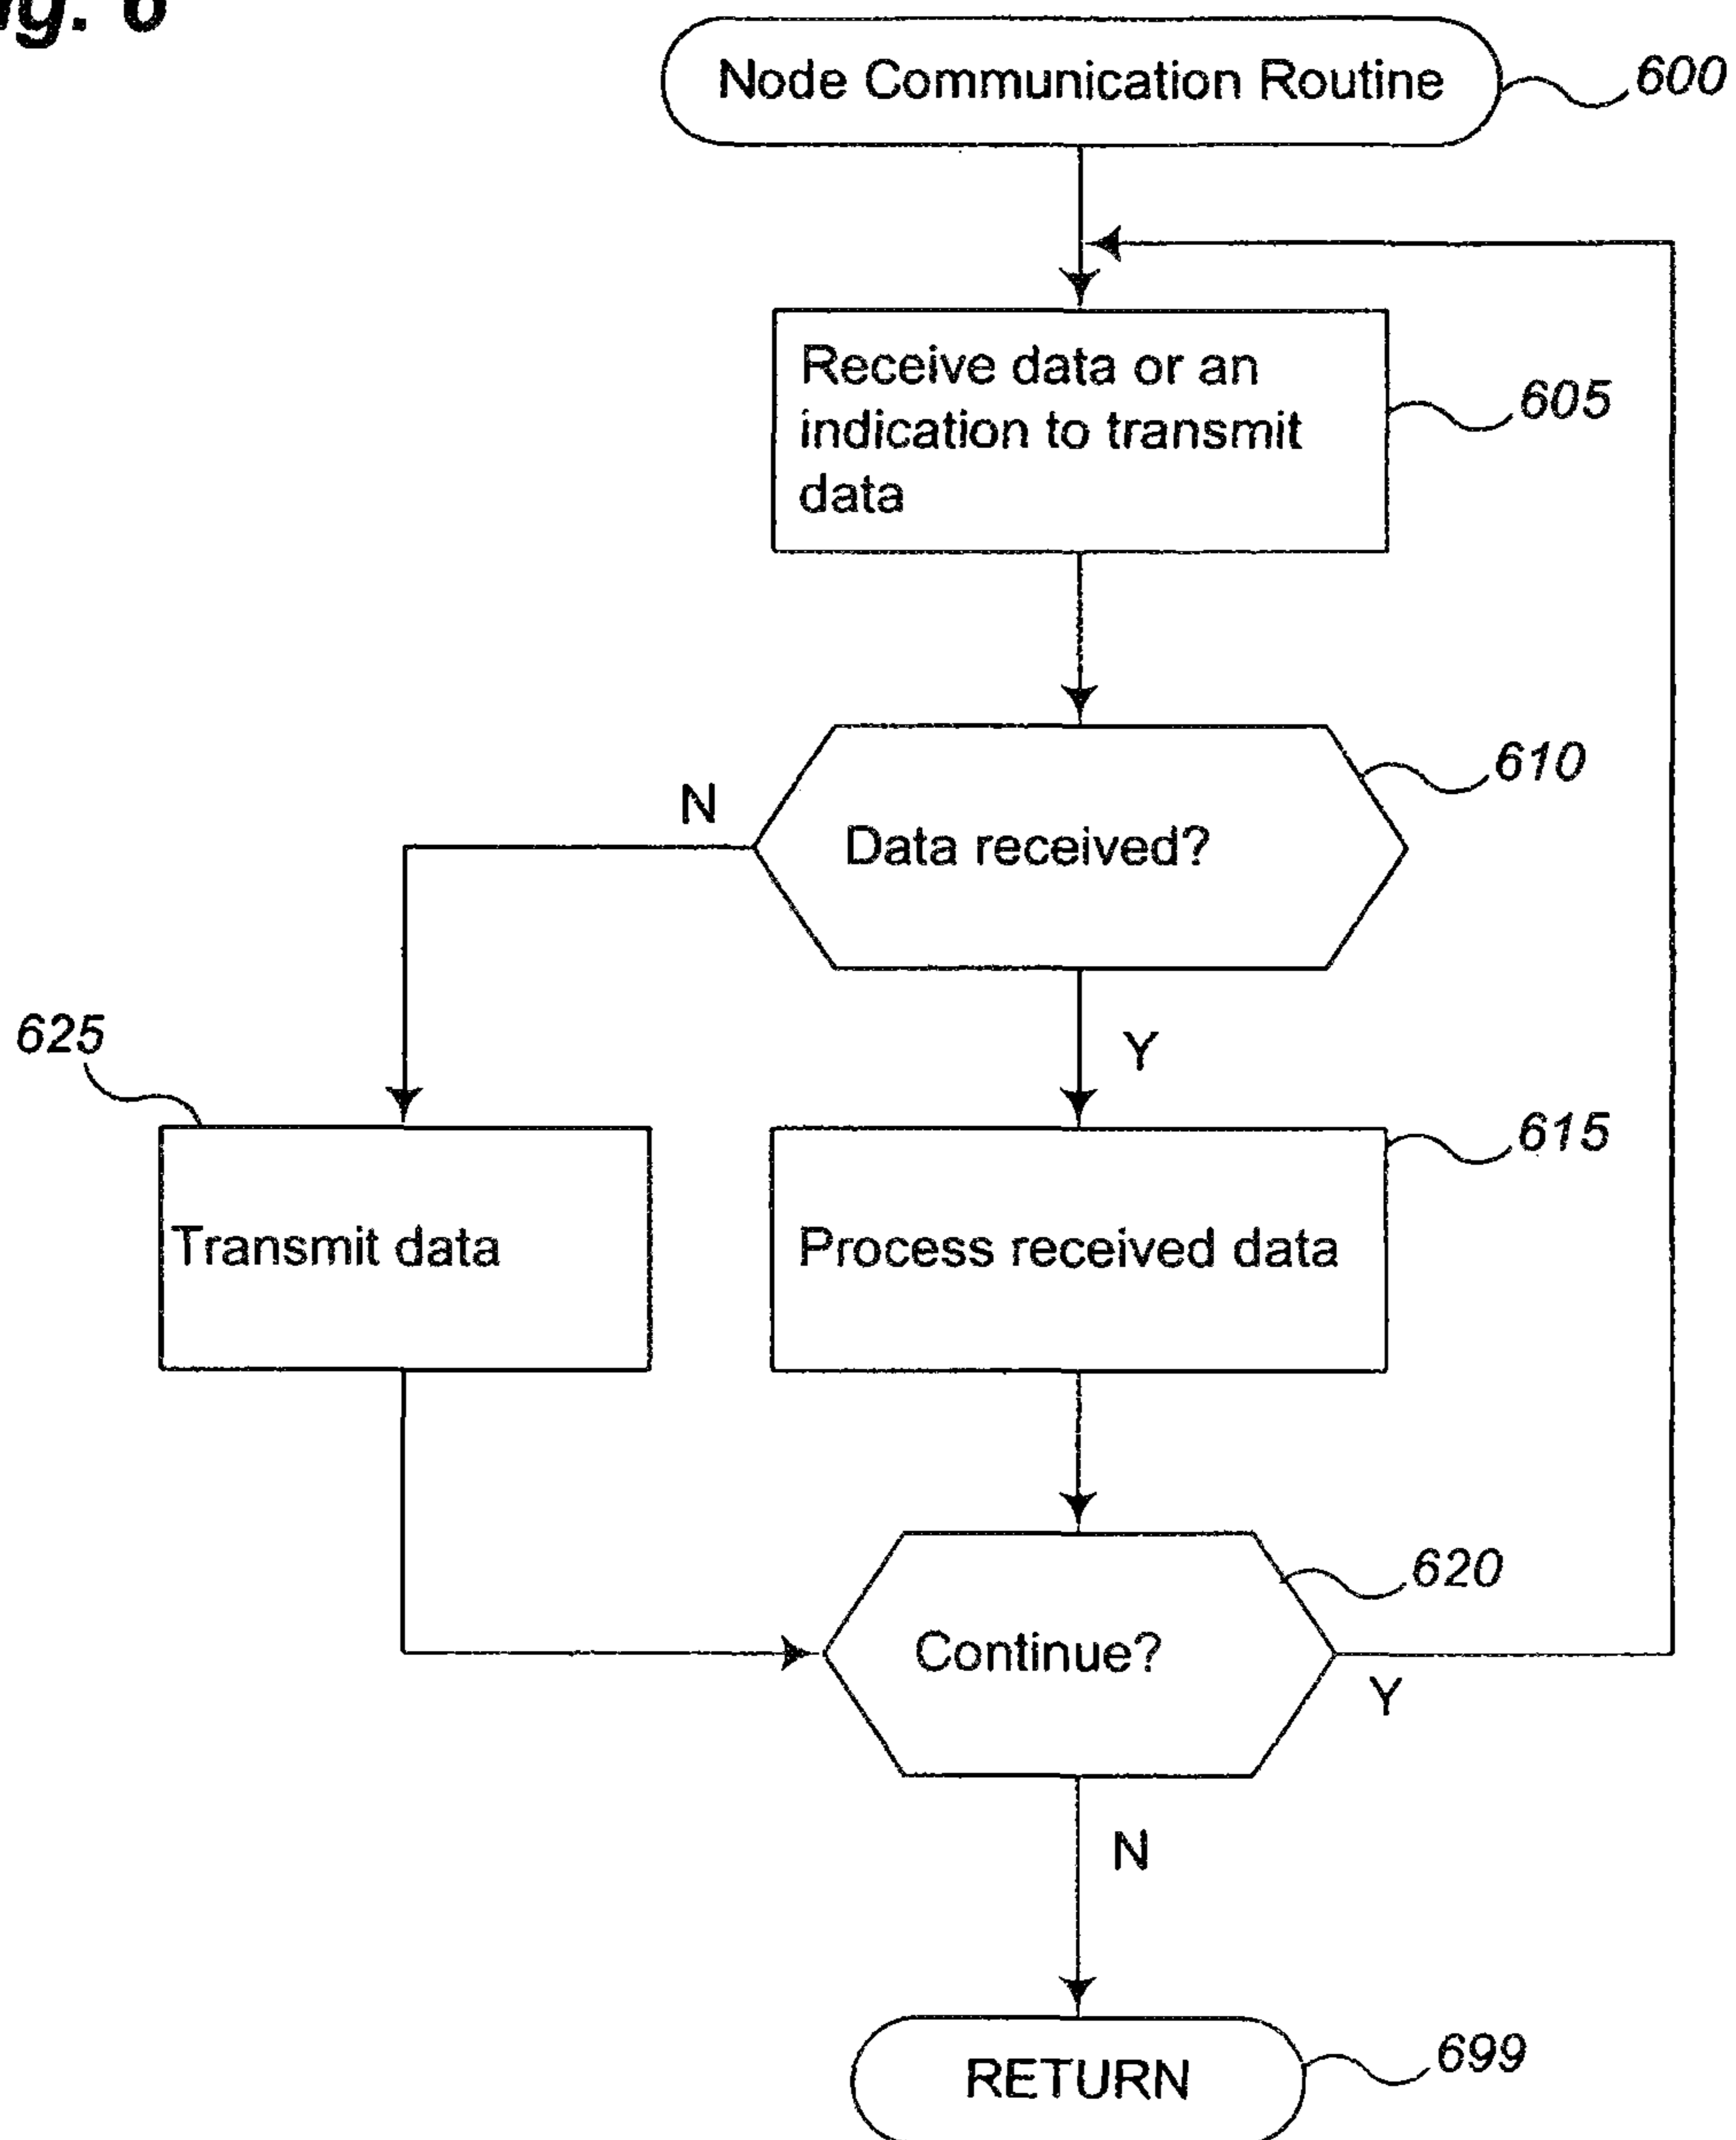 Fig. 6
Node Communication Routine
600
Receive data or an
indication to transmit
data
605
Data received?
610
N
Y
625
Transmit data
Process received data
615
Continue?
620
Y
N
RETURN
699